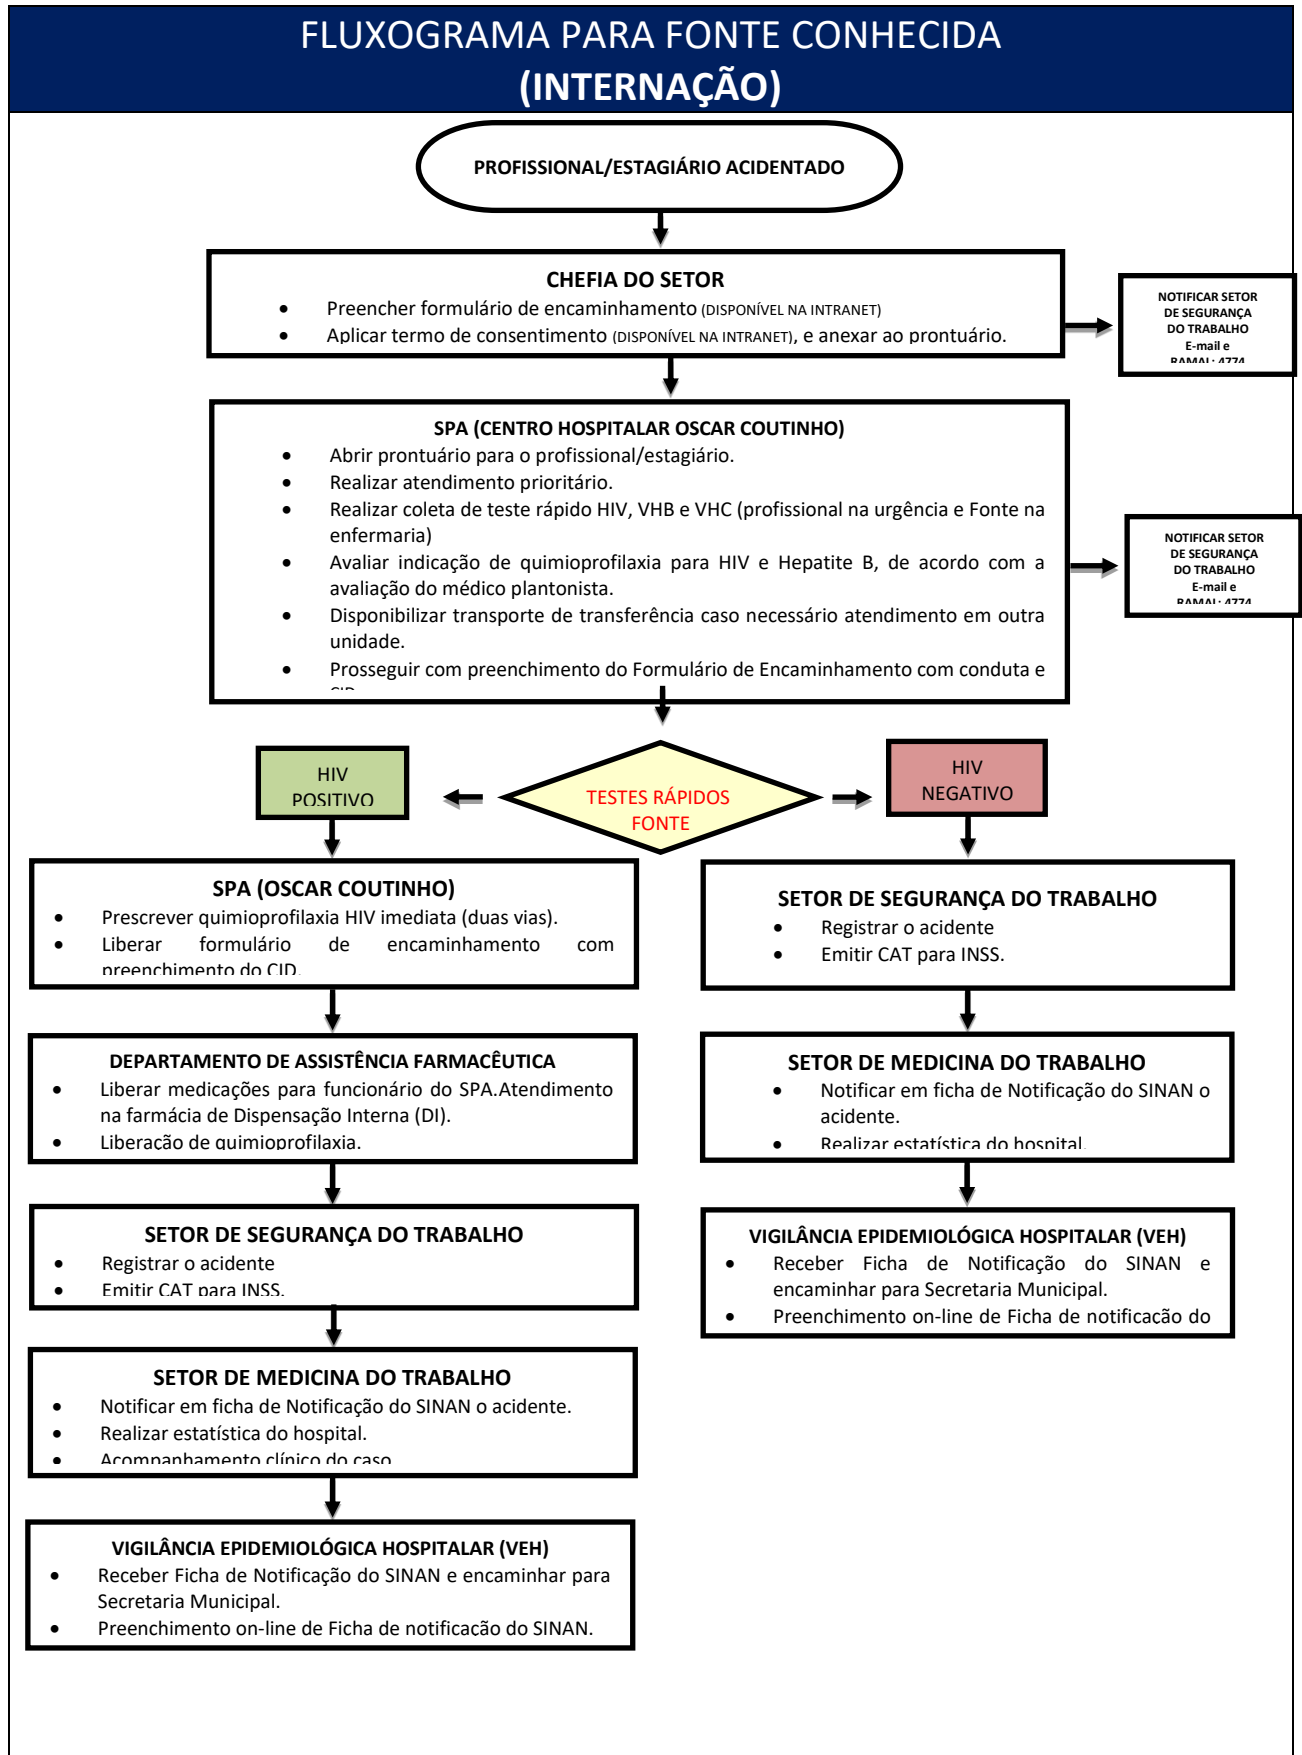 FLUXOGRAMA PARA FONTE CONHECIDA
(INTERNAÇÃO)
PROFISSIONAL/ESTAGIÁRIO ACIDENTADO
CHEFIA DO SETOR
• Preencher formulário de encaminhamento (DISPONÍVEL NA INTRANET)
• Aplicar termo de consentimento (DISPONÍVEL NA INTRANET), e anexar ao prontuário.
NOTIFICAR SETOR
DE SEGURANÇA
DO TRABALHO
E-mail e
RAMAL: 4774
SPA (CENTRO HOSPITALAR OSCAR COUTINHO)
• Abrir prontuário para o profissional/estagiário.
• Realizar atendimento prioritário.
• Realizar coleta de teste rápido HIV, VHB e VHC (profissional na urgência e Fonte na
enfermaria)
• Avaliar indicação de quimioprofilaxia para HIV e Hepatite B, de acordo com a
avaliação do médico plantonista.
• Disponibilizar transporte de transferência caso necessário atendimento em outra
unidade.
• Prosseguir com preenchimento do Formulário de Encaminhamento com conduta e
CID
NOTIFICAR SETOR
DE SEGURANÇA
DO TRABALHO
E-mail e
RAMAL: 4774
HIV
POSITIVO
TESTES RÁPIDOS
FONTE
HIV
NEGATIVO
SPA (OSCAR COUTINHO)
• Prescrever quimioprofilaxia HIV imediata (duas vias).
• Liberar formulário de encaminhamento com
preenchimento do CID.
DEPARTAMENTO DE ASSISTÊNCIA FARMACÊUTICA
• Liberar medicações para funcionário do SPA.Atendimento
na farmácia de Dispensação Interna (DI).
• Liberação de quimioprofilaxia.
SETOR DE SEGURANÇA DO TRABALHO
• Registrar o acidente
• Emitir CAT para INSS.
SETOR DE MEDICINA DO TRABALHO
• Notificar em ficha de Notificação do SINAN o acidente.
• Realizar estatística do hospital.
• Acompanhamento clínico do caso
VIGILÂNCIA EPIDEMIOLÓGICA HOSPITALAR (VEH)
• Receber Ficha de Notificação do SINAN e encaminhar para
Secretaria Municipal.
• Preenchimento on-line de Ficha de notificação do SINAN.
SETOR DE SEGURANÇA DO TRABALHO
• Registrar o acidente
• Emitir CAT para INSS.
SETOR DE MEDICINA DO TRABALHO
• Notificar em ficha de Notificação do SINAN o
acidente.
• Realizar estatística do hospital.
VIGILÂNCIA EPIDEMIOLÓGICA HOSPITALAR (VEH)
• Receber Ficha de Notificação do SINAN e
encaminhar para Secretaria Municipal.
• Preenchimento on-line de Ficha de notificação do